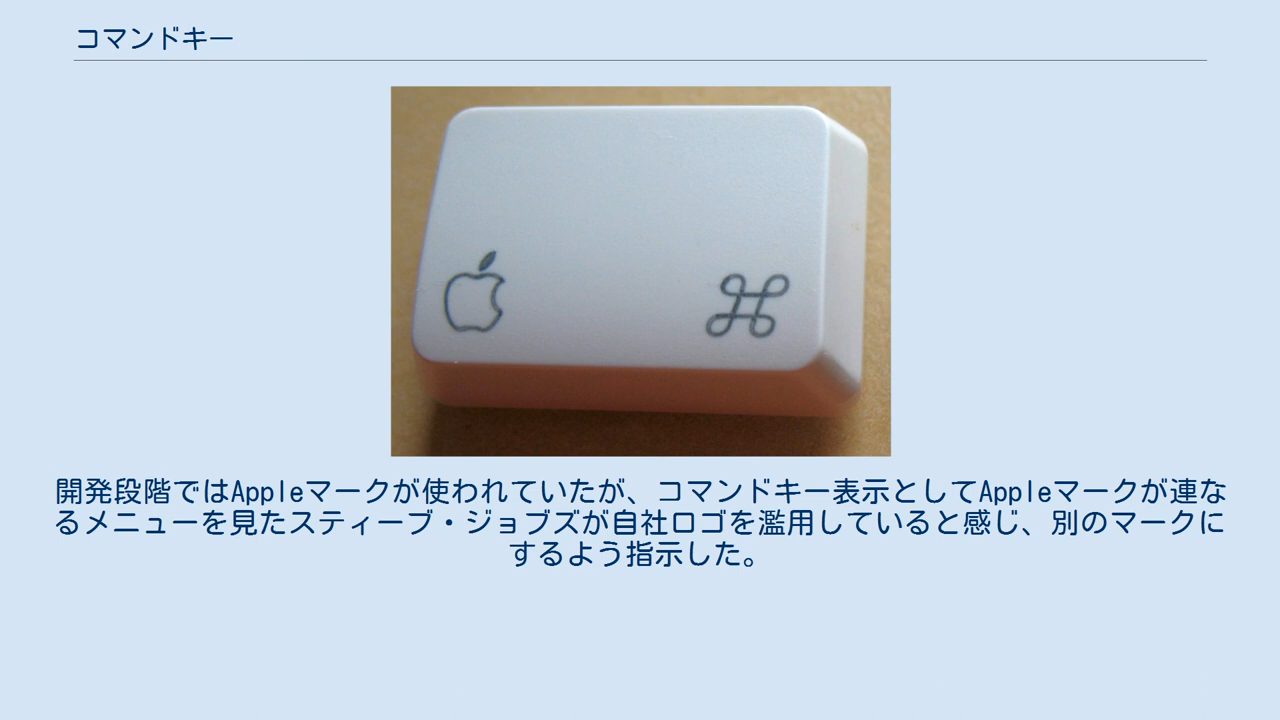 コマンドキー
⌘
開発段階ではAppleマークが使われていたが、コマンドキー表示としてAppleマークが連な
るメニューを見たスティーブ・ジョブズが自社ロゴを濫用していると感じ、別のマークに
するよう指示した。